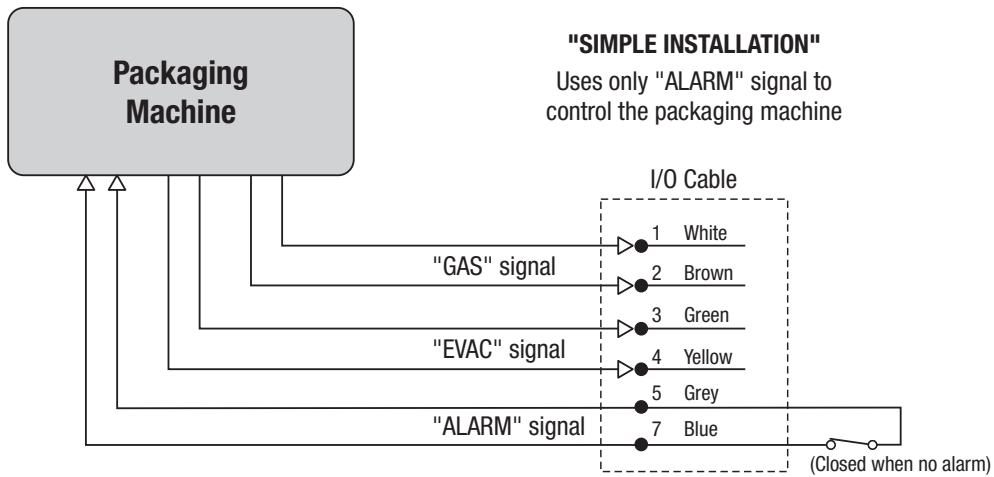 Packaging
Machine
"SIMPLE INSTALLATION"
Uses only "ALARM" signal to
control the packaging machine
I/O Cable
1 White
"GAS" signal
2 Brown
3 Green
"EVAC" signal
4 Yellow
5 Grey
"ALARM" signal
7 Blue
(Closed when no alarm)